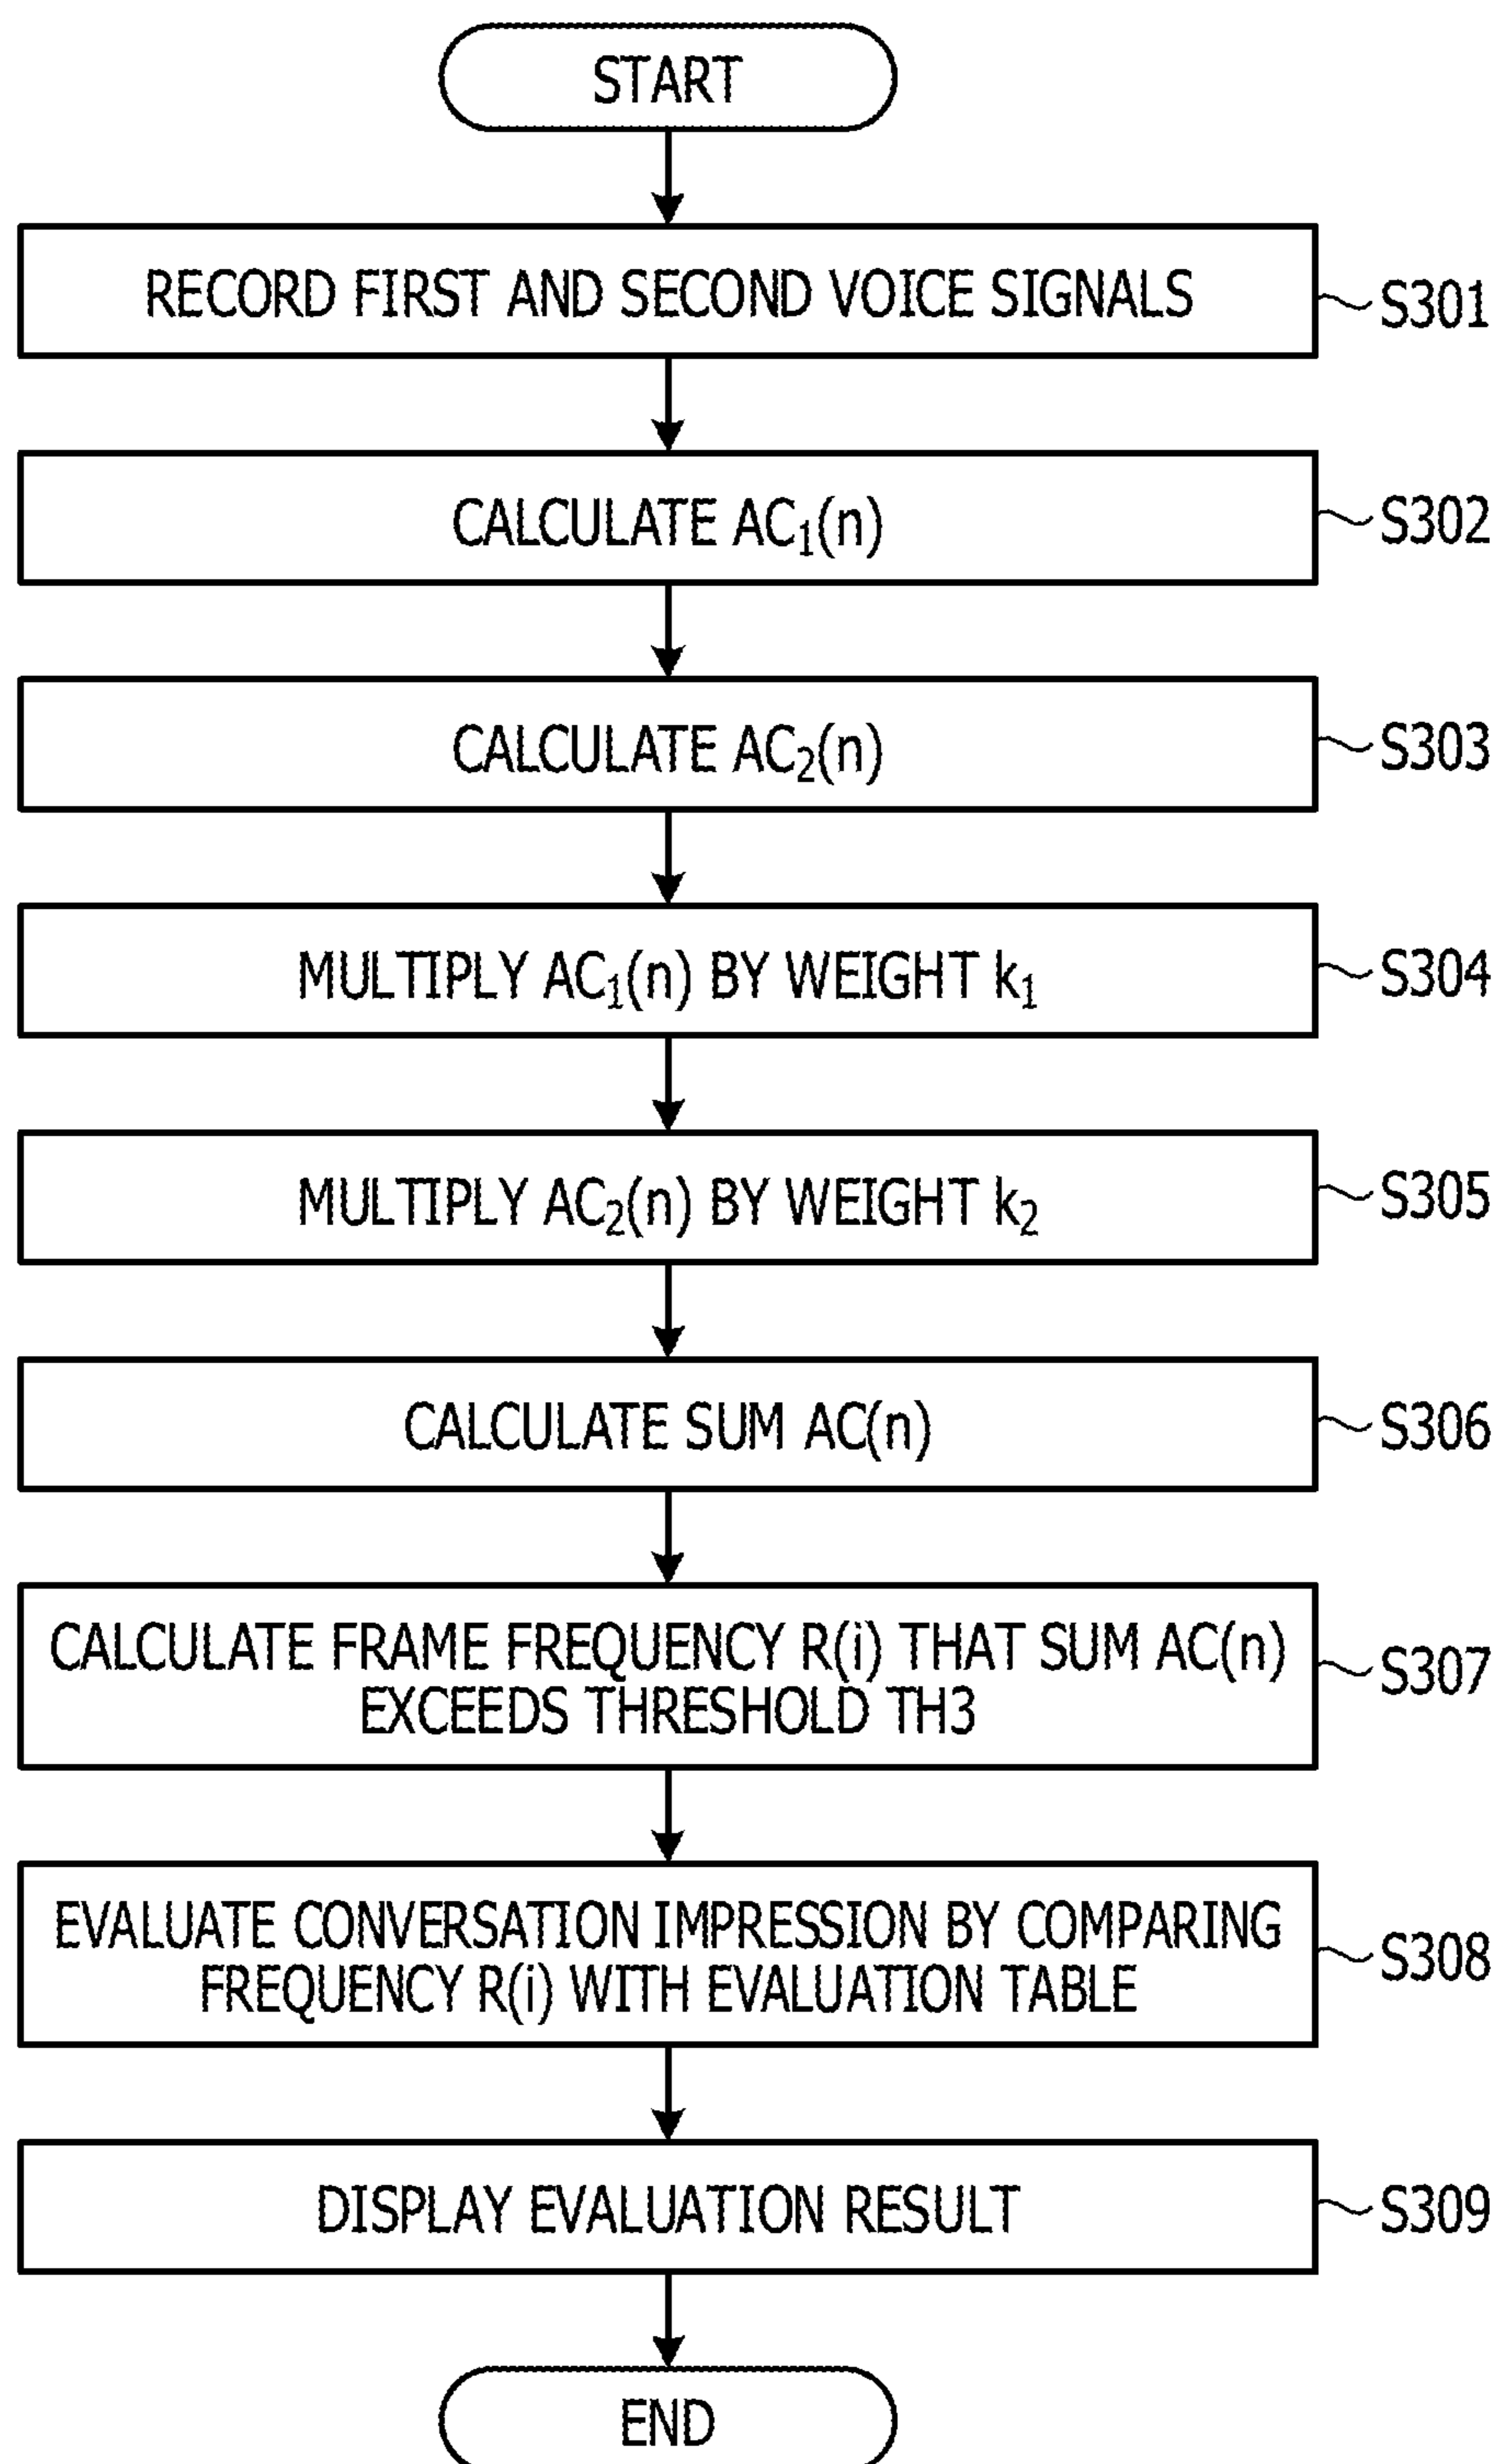 START
RECORD FIRST AND SECOND VOICE SIGNALS
S301
CALCULATE AC₁(n)
S302
CALCULATE AC₂(n)
S303
MULTIPLY AC₁(n) BY WEIGHT k₁
S304
MULTIPLY AC₂(n) BY WEIGHT k₂
S305
CALCULATE SUM AC(n)
S306
CALCULATE FRAME FREQUENCY R(i) THAT SUM AC(n)
EXCEEDS THRESHOLD TH3
S307
EVALUATE CONVERSATION IMPRESSION BY COMPARING
FREQUENCY R(i) WITH EVALUATION TABLE
S308
DISPLAY EVALUATION RESULT
S309
END